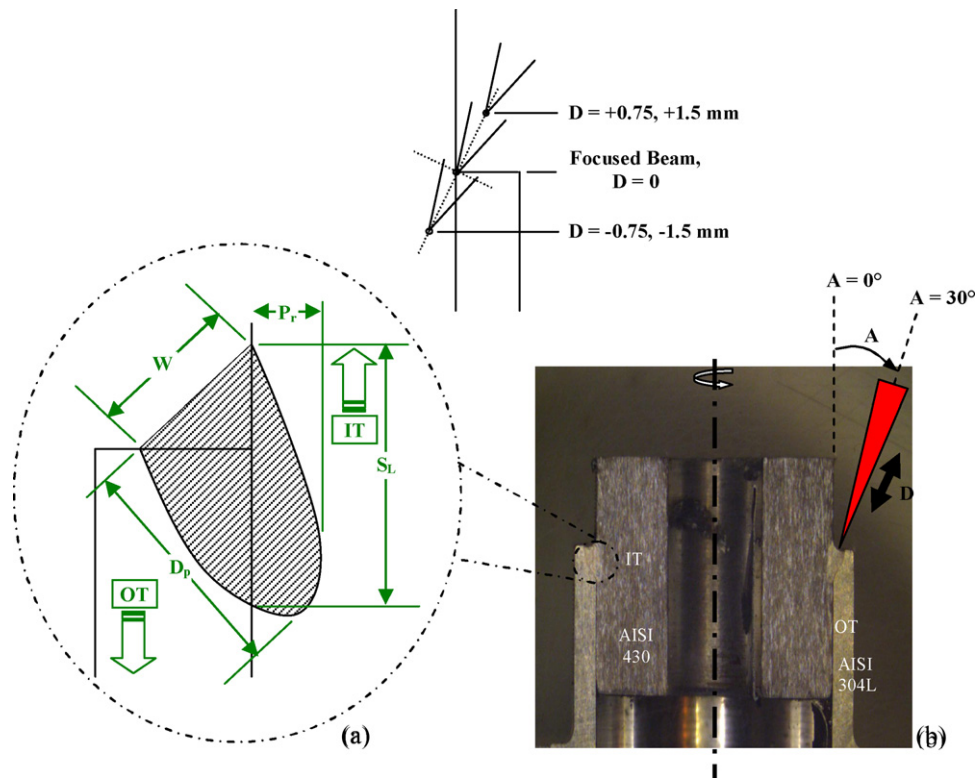 D = +0.75, +1.5 mm
Focused Beam,
D = 0
D = -0.75, -1.5 mm
A = 0°
A = 30°
A
D
W
Pr
IT
SL
Dp
OT
IT
AISI
430
OT
AISI
304L
(a)
(b)